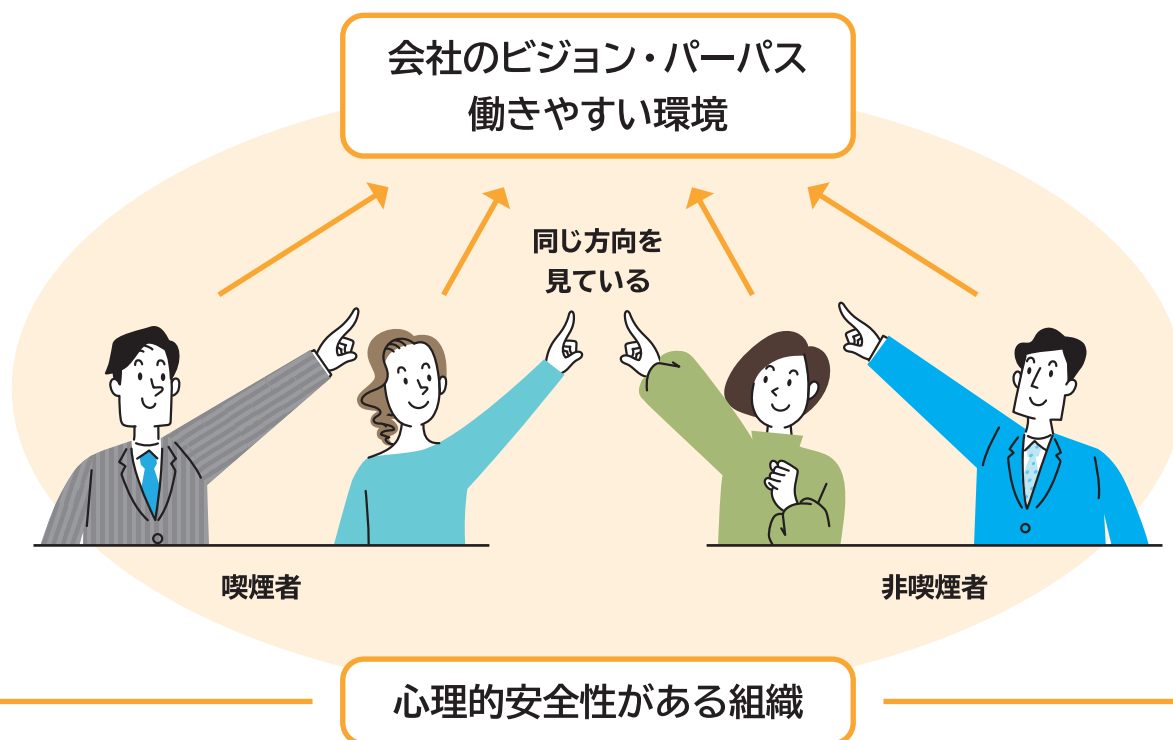 会社のビジョン・パーパス
働きやすい環境
同じ方向を
見ている
喫煙者
非喫煙者
心理的安全性がある組織